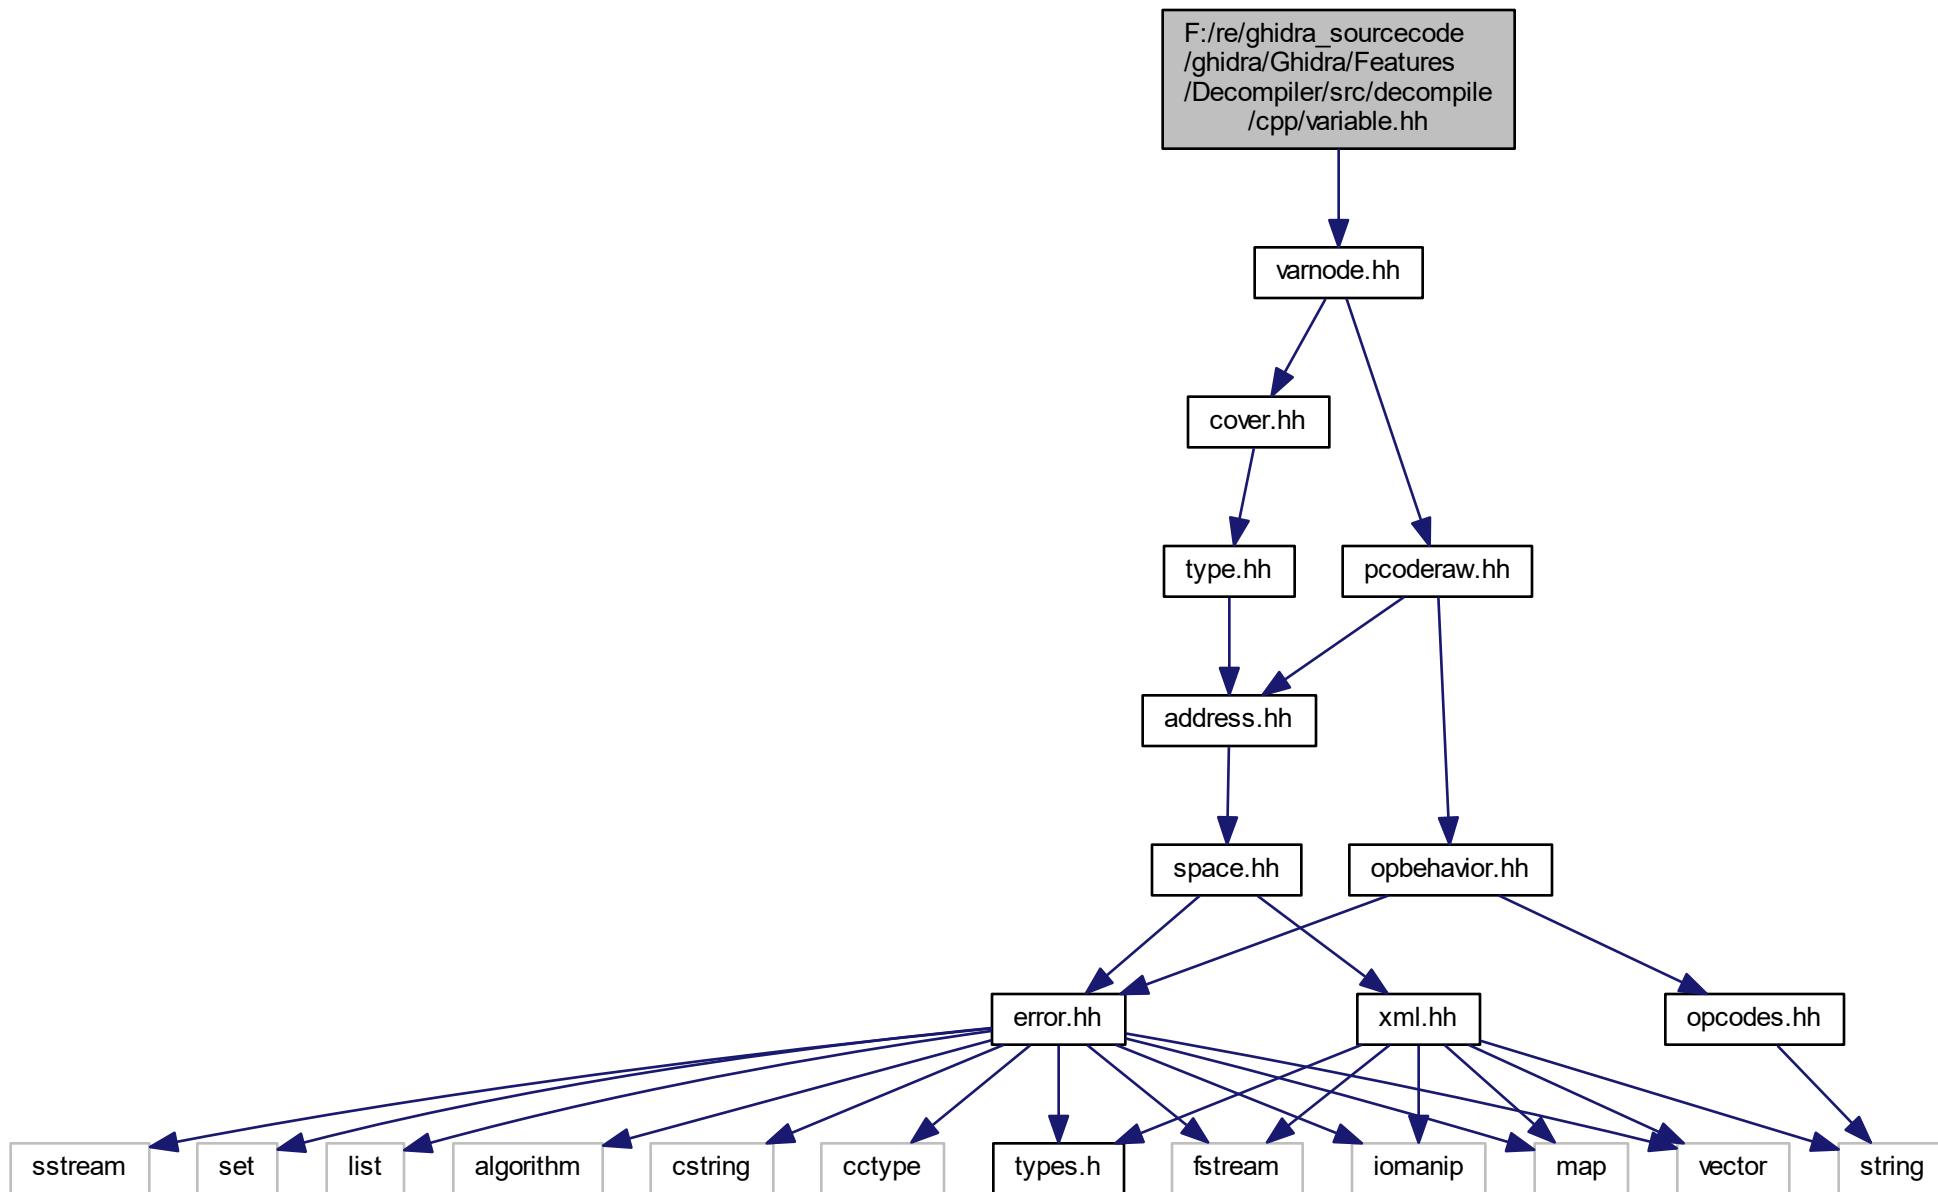 F:/re/ghidra_sourcecode
/ghidra/Ghidra/Features
/Decompiler/src/decompile
/cpp/variable.hh
varnode.hh
cover.hh
type.hh
pcoderaw.hh
address.hh
space.hh
opbehavior.hh
error.hh
xml.hh
opcodes.hh
sstream
set
list
algorithm
cstring
cctype
types.h
fstream
iomanip
map
vector
string